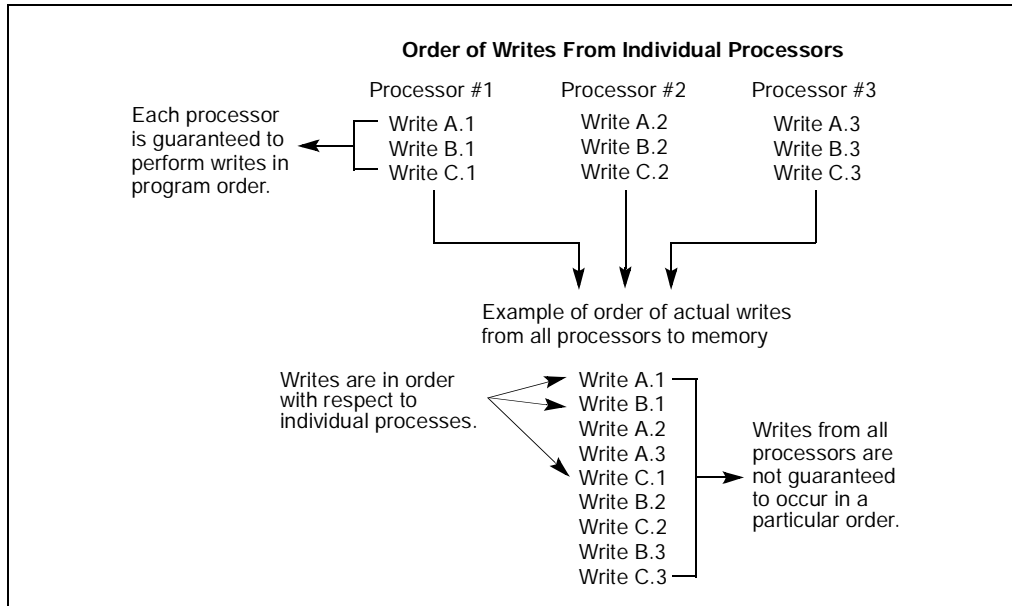 Order of Writes From Individual Processors
Processor #1
Processor #2
Processor #3
Each processor
is guaranteed to
perform writes in
program order.
Write A.1
Write B.1
Write C.1
Write A.2
Write B.2
Write C.2
Write A.3
Write B.3
Write C.3
Example of order of actual writes
from all processors to memory
Writes are in order
with respect to
individual processes.
Write A.1
Write B.1
Write A.2
Write A.3
Write C.1
Write B.2
Write C.2
Write B.3
Write C.3
Writes from all
processors are
not guaranteed
to occur in a
particular order.